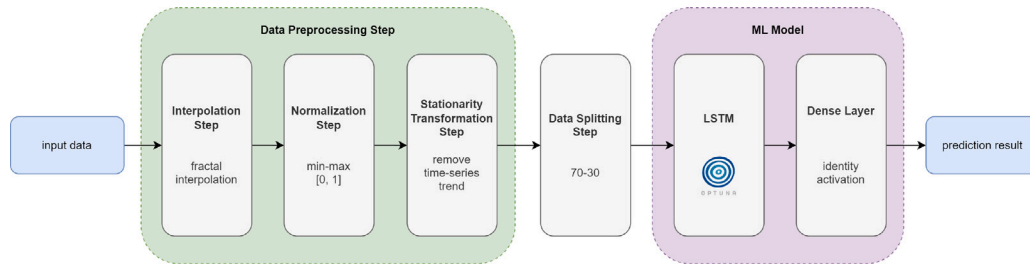 Data Preprocessing Step
ML Model
input data
Interpolation
Step
fractal
interpolation
Normalization
Step
min-max
[0, 1]
Stationarity
Transformation
Step
remove
time-series
trend
Data Splitting
Step
70-30
LSTM
OPTUNA
Dense Layer
identity
activation
prediction result